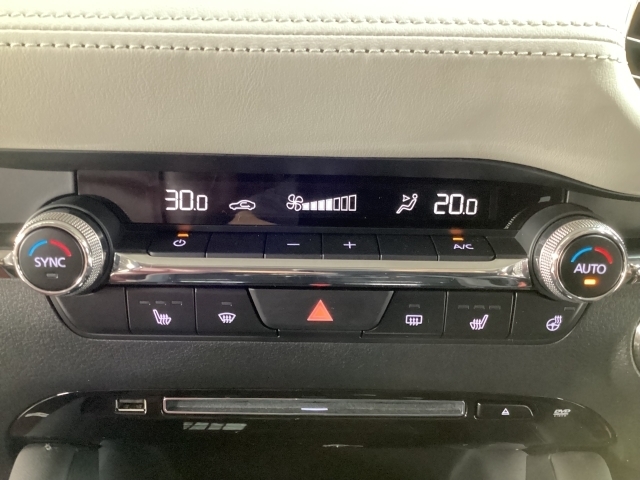 30.0
20.0
SYNC
− +
A/C
AUTO
DVD